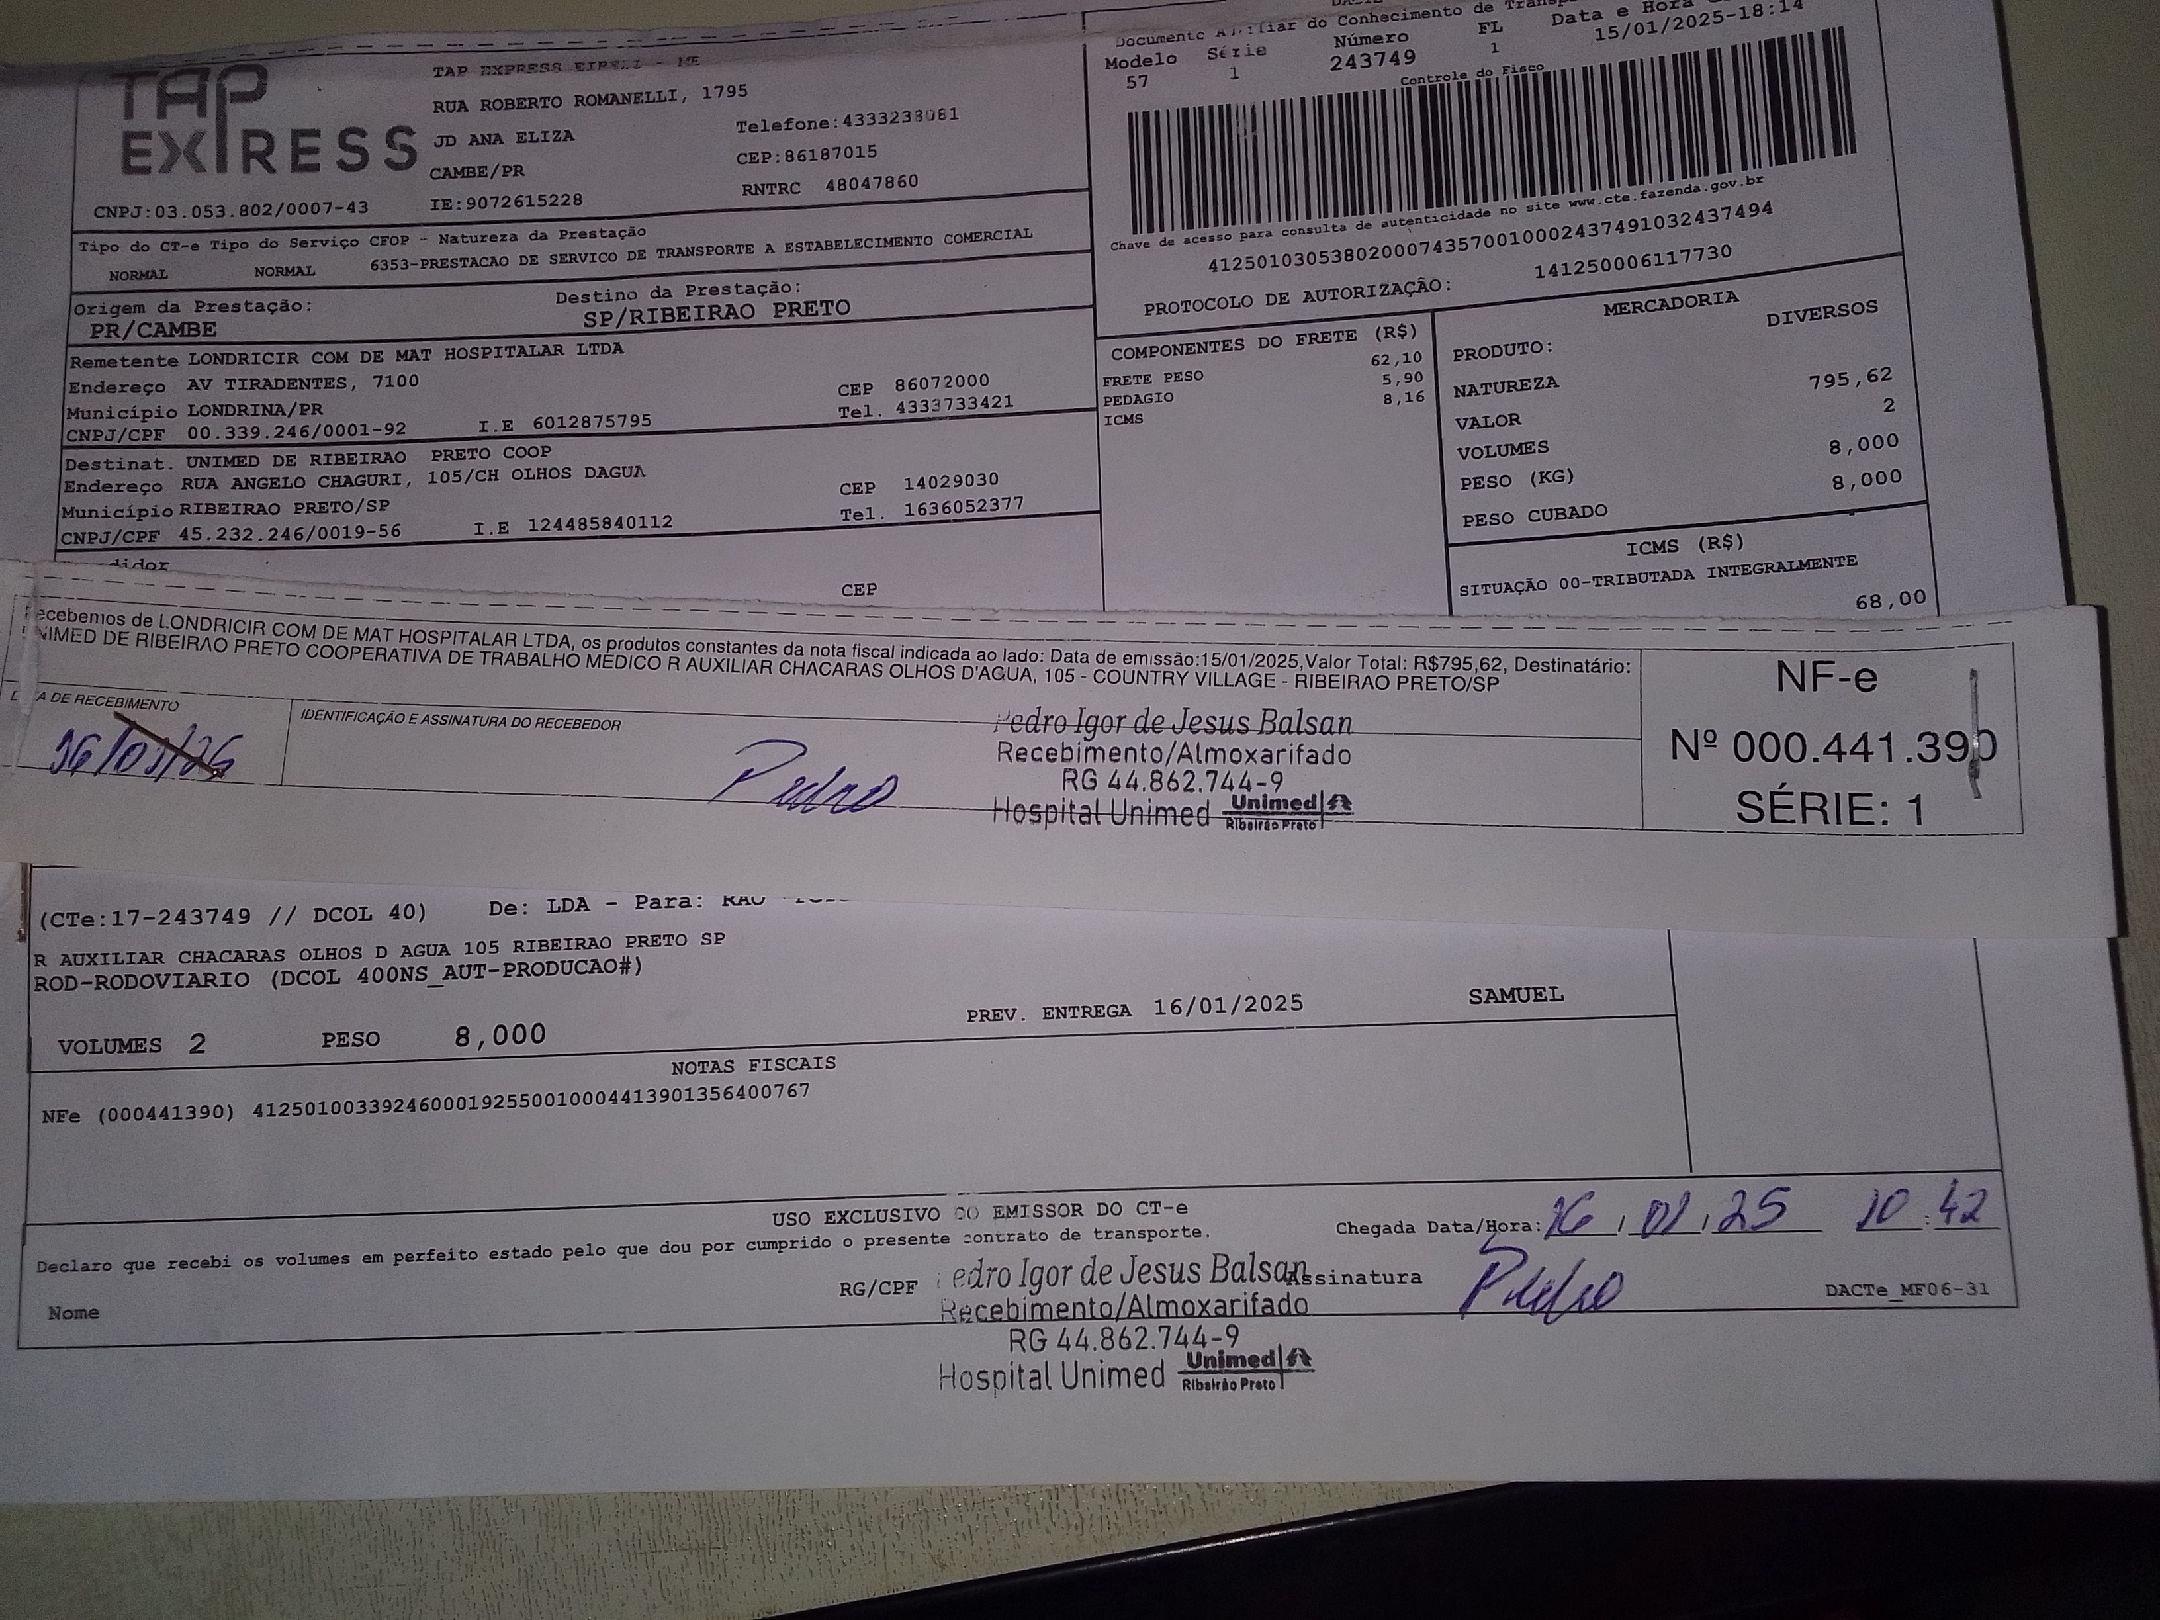 TAP
EXPRESS
TAP EXPRESS EIRELI - ME
RUA ROBERTO ROMANELLI, 1795
JD ANA ELIZA
Telefone:4333238081
CAMBE/PR
CEP:86187015
CNPJ:03.053.802/0007-43
IE:9072615228
RNTRC 48047860
Documento Auxiliar do Conhecimento de
Modelo Série Número FL Data e Hora
57 1 243749 1 15/01/2025-18:14
Controle do Fisco
Chave de acesso para consulta de autenticidade no site www.cte.fazenda.gov.br
41250103053802000743570010002437491032437494
PROTOCOLO DE AUTORIZAÇÃO: 141250006117730
Tipo do CT-e Tipo do Serviço CFOP - Natureza da Prestação
NORMAL NORMAL 6353-PRESTACAO DE SERVICO DE TRANSPORTE A ESTABELECIMENTO COMERCIAL
Origem da Prestação: Destino da Prestação:
PR/CAMBE SP/RIBEIRAO PRETO
Remetente LONDRICIR COM DE MAT HOSPITALAR LTDA
Endereço AV TIRADENTES, 7100 CEP 86072000
Município LONDRINA/PR Tel. 4333733421
CNPJ/CPF 00.339.246/0001-92 I.E 6012875795
Destinat. UNIMED DE RIBEIRAO PRETO COOP
Endereço RUA ANGELO CHAGURI, 105/CH OLHOS DAGUA CEP 14029030
Município RIBEIRAO PRETO/SP Tel. 1636052377
CNPJ/CPF 45.232.246/0019-56 I.E 124485840112
CEP
COMPONENTES DO FRETE (R$)
FRETE PESO 62,10
PEDAGIO 5,90
ICMS 8,16
MERCADORIA
PRODUTO: DIVERSOS
NATUREZA
VALOR 795,62
VOLUMES 2
PESO (KG) 8,000
PESO CUBADO 8,000
ICMS (R$)
SITUAÇÃO 00-TRIBUTADA INTEGRALMENTE
68,00
Recebemos de LONDRICIR COM DE MAT HOSPITALAR LTDA, os produtos constantes da nota fiscal indicada ao lado: Data de emissão:15/01/2025,Valor Total: R$795,62, Destinatário:
UNIMED DE RIBEIRAO PRETO COOPERATIVA DE TRABALHO MEDICO R AUXILIAR CHACARAS OLHOS D'AGUA, 105 - COUNTRY VILLAGE - RIBEIRAO PRETO/SP
DATA DE RECEBIMENTO
IDENTIFICAÇÃO E ASSINATURA DO RECEBEDOR
16/01/25
Pedro
Pedro Igor de Jesus Balsan
Recebimento/Almoxarifado
RG 44.862.744-9
Hospital Unimed Unimed
Ribeirão Preto
NF-e
Nº 000.441.390
SÉRIE: 1
(CTe:17-243749 // DCOL 40) De: LDA - Para: RAO
R AUXILIAR CHACARAS OLHOS D AGUA 105 RIBEIRAO PRETO SP
ROD-RODOVIARIO (DCOL 400NS_AUT-PRODUCAO#)
VOLUMES 2 PESO 8,000 PREV. ENTREGA 16/01/2025 SAMUEL
NOTAS FISCAIS
NFe (000441390) 41250100339246000192550010004413901356400767
USO EXCLUSIVO DO EMISSOR DO CT-e
Declaro que recebi os volumes em perfeito estado pelo que dou por cumprido o presente contrato de transporte.
Chegada Data/Hora: 16 / 01 / 25 10 : 42
Nome RG/CPF Assinatura Pedro DACTe_MF06-31
Pedro Igor de Jesus Balsan
Recebimento/Almoxarifado
RG 44.862.744-9
Hospital Unimed Unimed
Ribeirão Preto